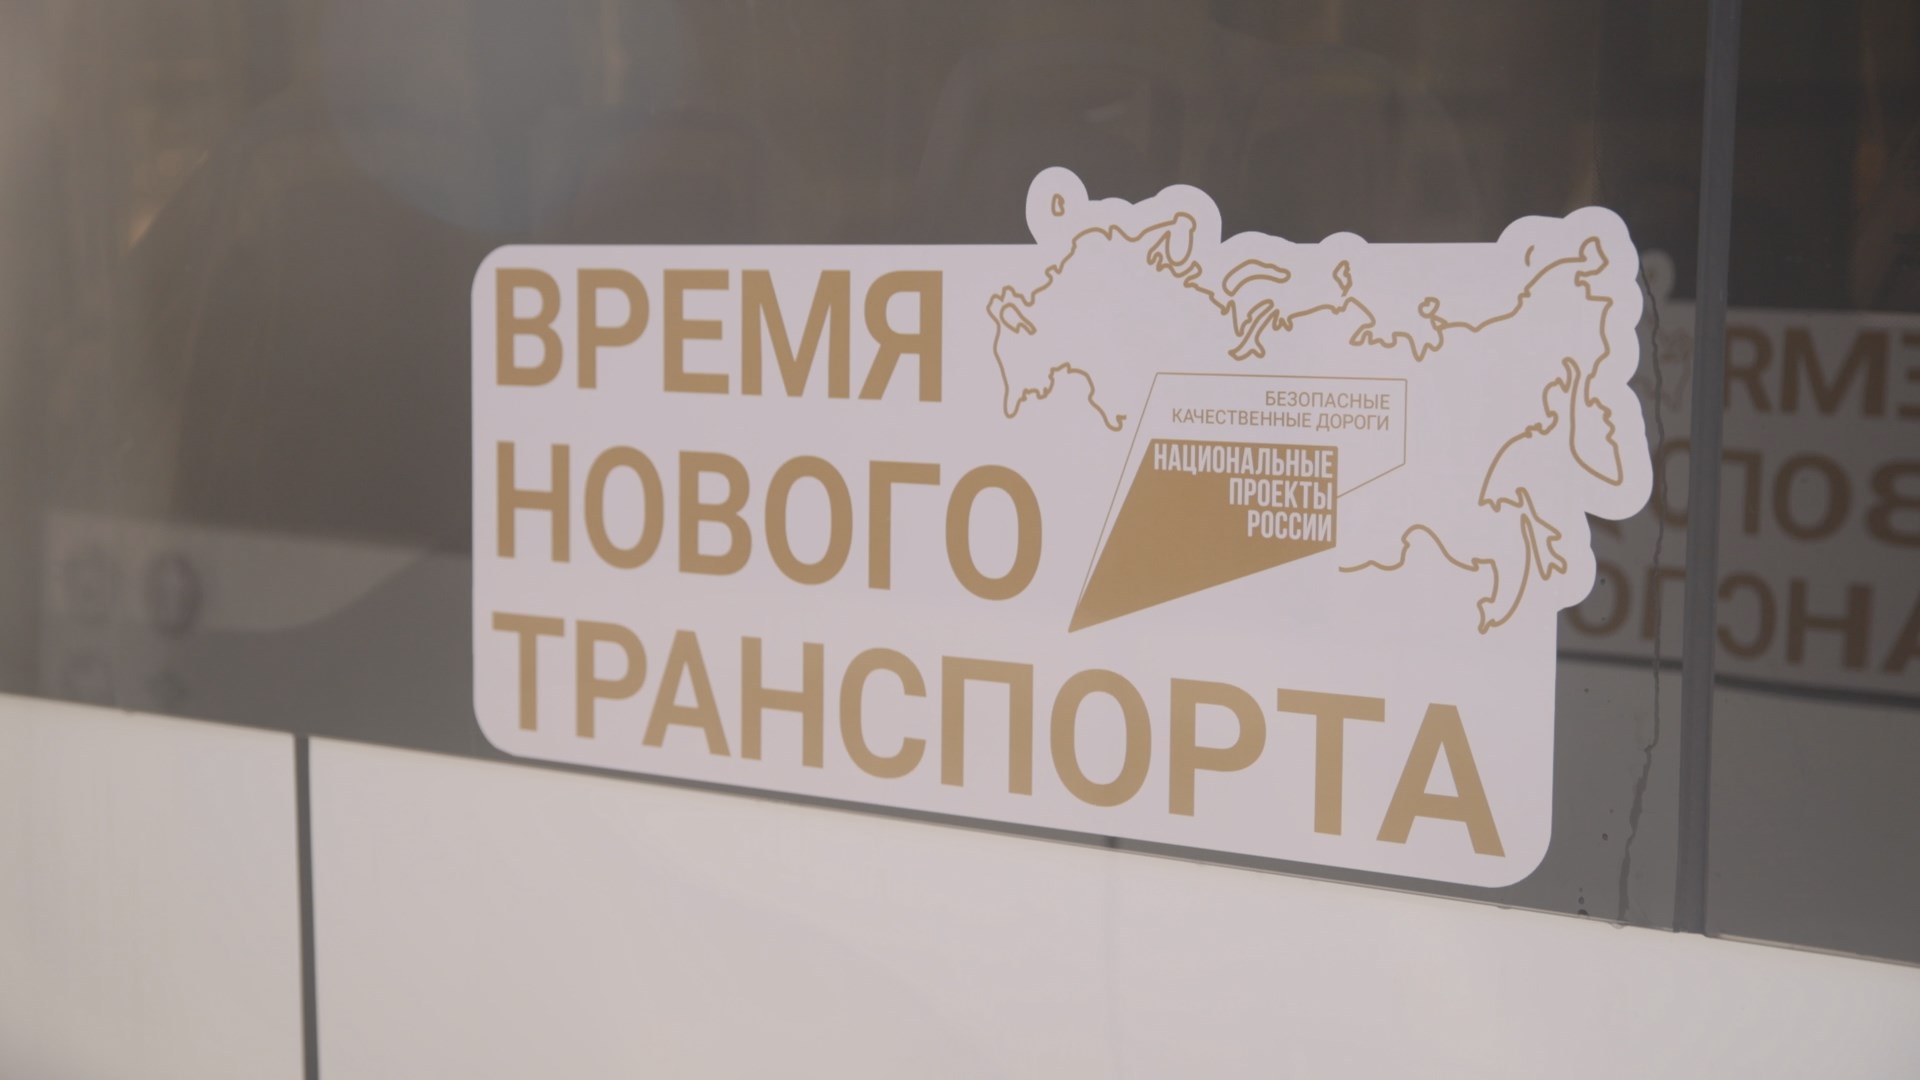 ВРЕМЯ
НОВОГО
ТРАНСПОРТА
БЕЗОПАСНЫЕ
КАЧЕСТВЕННЫЕ ДОРОГИ
НАЦИОНАЛЬНЫЕ
ПРОЕКТЫ
РОССИИ